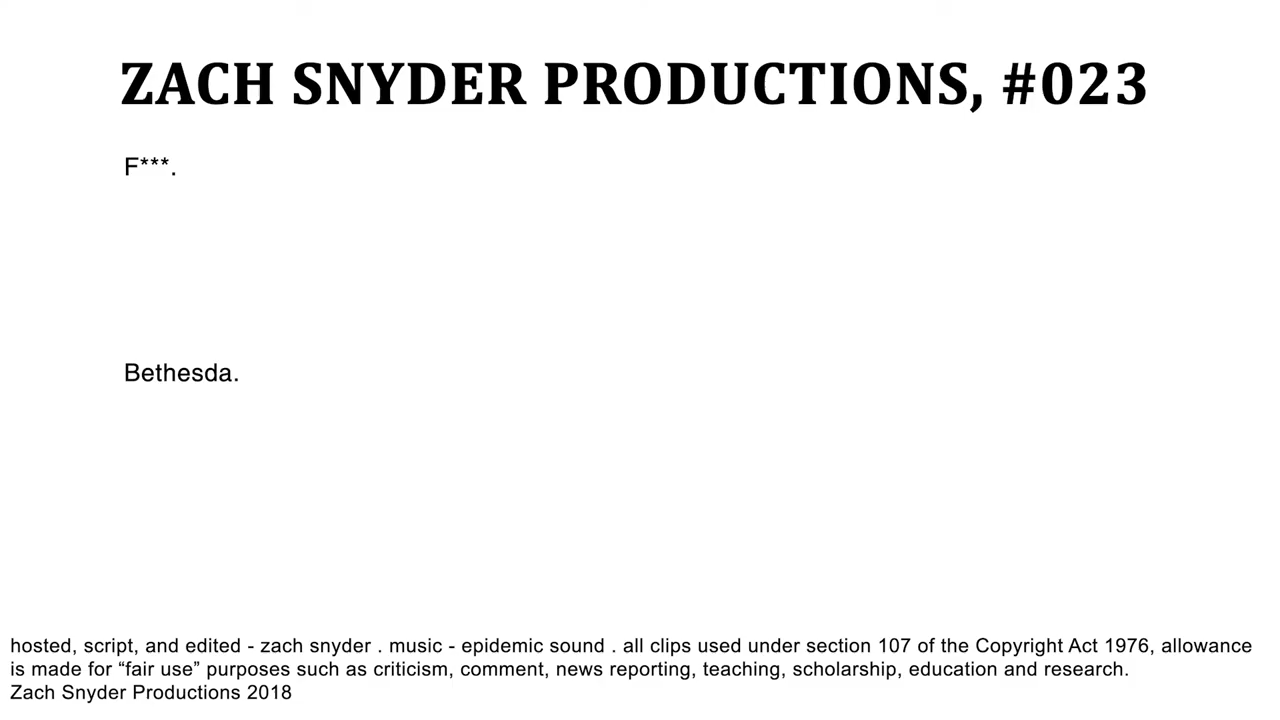 ZACH SNYDER PRODUCTIONS, #023
F***.
Bethesda.
hosted, script, and edited - zach snyder . music - epidemic sound . all clips used under section 107 of the Copyright Act 1976, allowance
is made for “fair use” purposes such as criticism, comment, news reporting, teaching, scholarship, education and research.
Zach Snyder Productions 2018